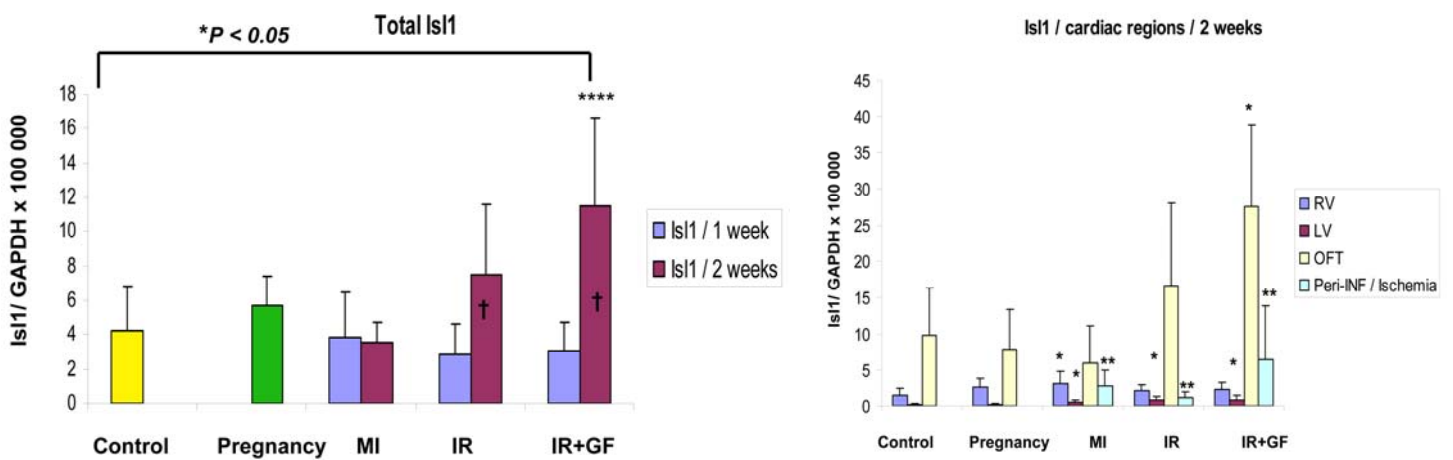 Total Isl1
*P < 0.05
Isl1/ GAPDH x 100 000
18
16
14
12
10
8
6
4
2
0
****
†
†
Control Pregnancy MI IR IR+GF
Isl1 / 1 week
Isl1 / 2 weeks
Isl1 / cardiac regions / 2 weeks
Isl1/ GAPDH x 100 000
45
40
35
30
25
20
15
10
5
0
*
*
**
*
**
*
*
**
Control Pregnancy MI IR IR+GF
RV
LV
OFT
Peri-INF / Ischemia